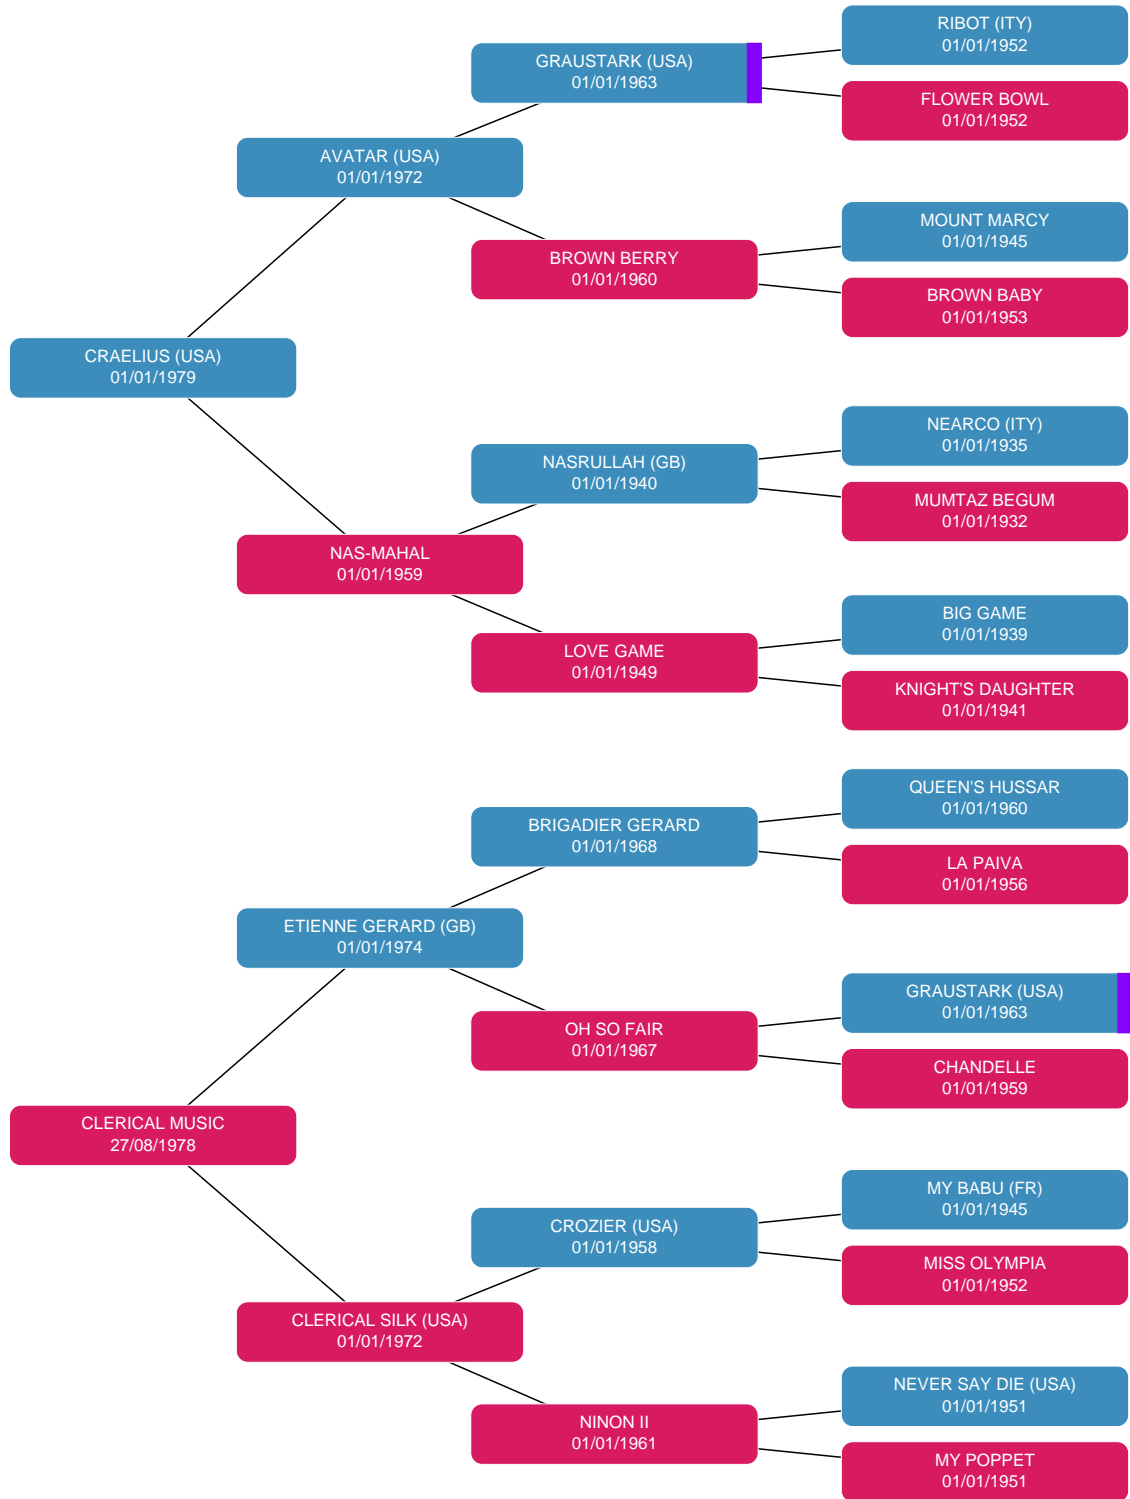 RIBOT (ITY)
01/01/1952
GRAUSTARK (USA)
01/01/1963
FLOWER BOWL
01/01/1952
AVATAR (USA)
01/01/1972
MOUNT MARCY
01/01/1945
BROWN BERRY
01/01/1960
BROWN BABY
01/01/1953
CRAELIUS (USA)
01/01/1979
NEARCO (ITY)
01/01/1935
NASRULLAH (GB)
01/01/1940
MUMTAZ BEGUM
01/01/1932
NAS-MAHAL
01/01/1959
BIG GAME
01/01/1939
LOVE GAME
01/01/1949
KNIGHT'S DAUGHTER
01/01/1941
QUEEN'S HUSSAR
01/01/1960
BRIGADIER GERARD
01/01/1968
LA PAIVA
01/01/1956
ETIENNE GERARD (GB)
01/01/1974
GRAUSTARK (USA)
01/01/1963
OH SO FAIR
01/01/1967
CHANDELLE
01/01/1959
CLERICAL MUSIC
27/08/1978
MY BABU (FR)
01/01/1945
CROZIER (USA)
01/01/1958
MISS OLYMPIA
01/01/1952
CLERICAL SILK (USA)
01/01/1972
NEVER SAY DIE (USA)
01/01/1951
NINON II
01/01/1961
MY POPPET
01/01/1951